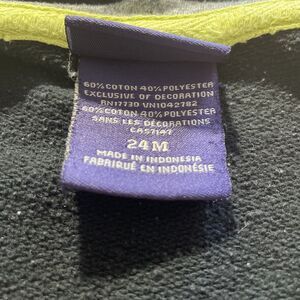 60% COTON 40% POLYESTER
EXCLUSIVE OF DECORATION
RN17730 VN1042782
60% COTON 40% POLYESTER
SANS LES DÉCORATIONS
CA57147
24M
MADE IN INDONESIA
FABRIQUÉ EN INDONÉSIE